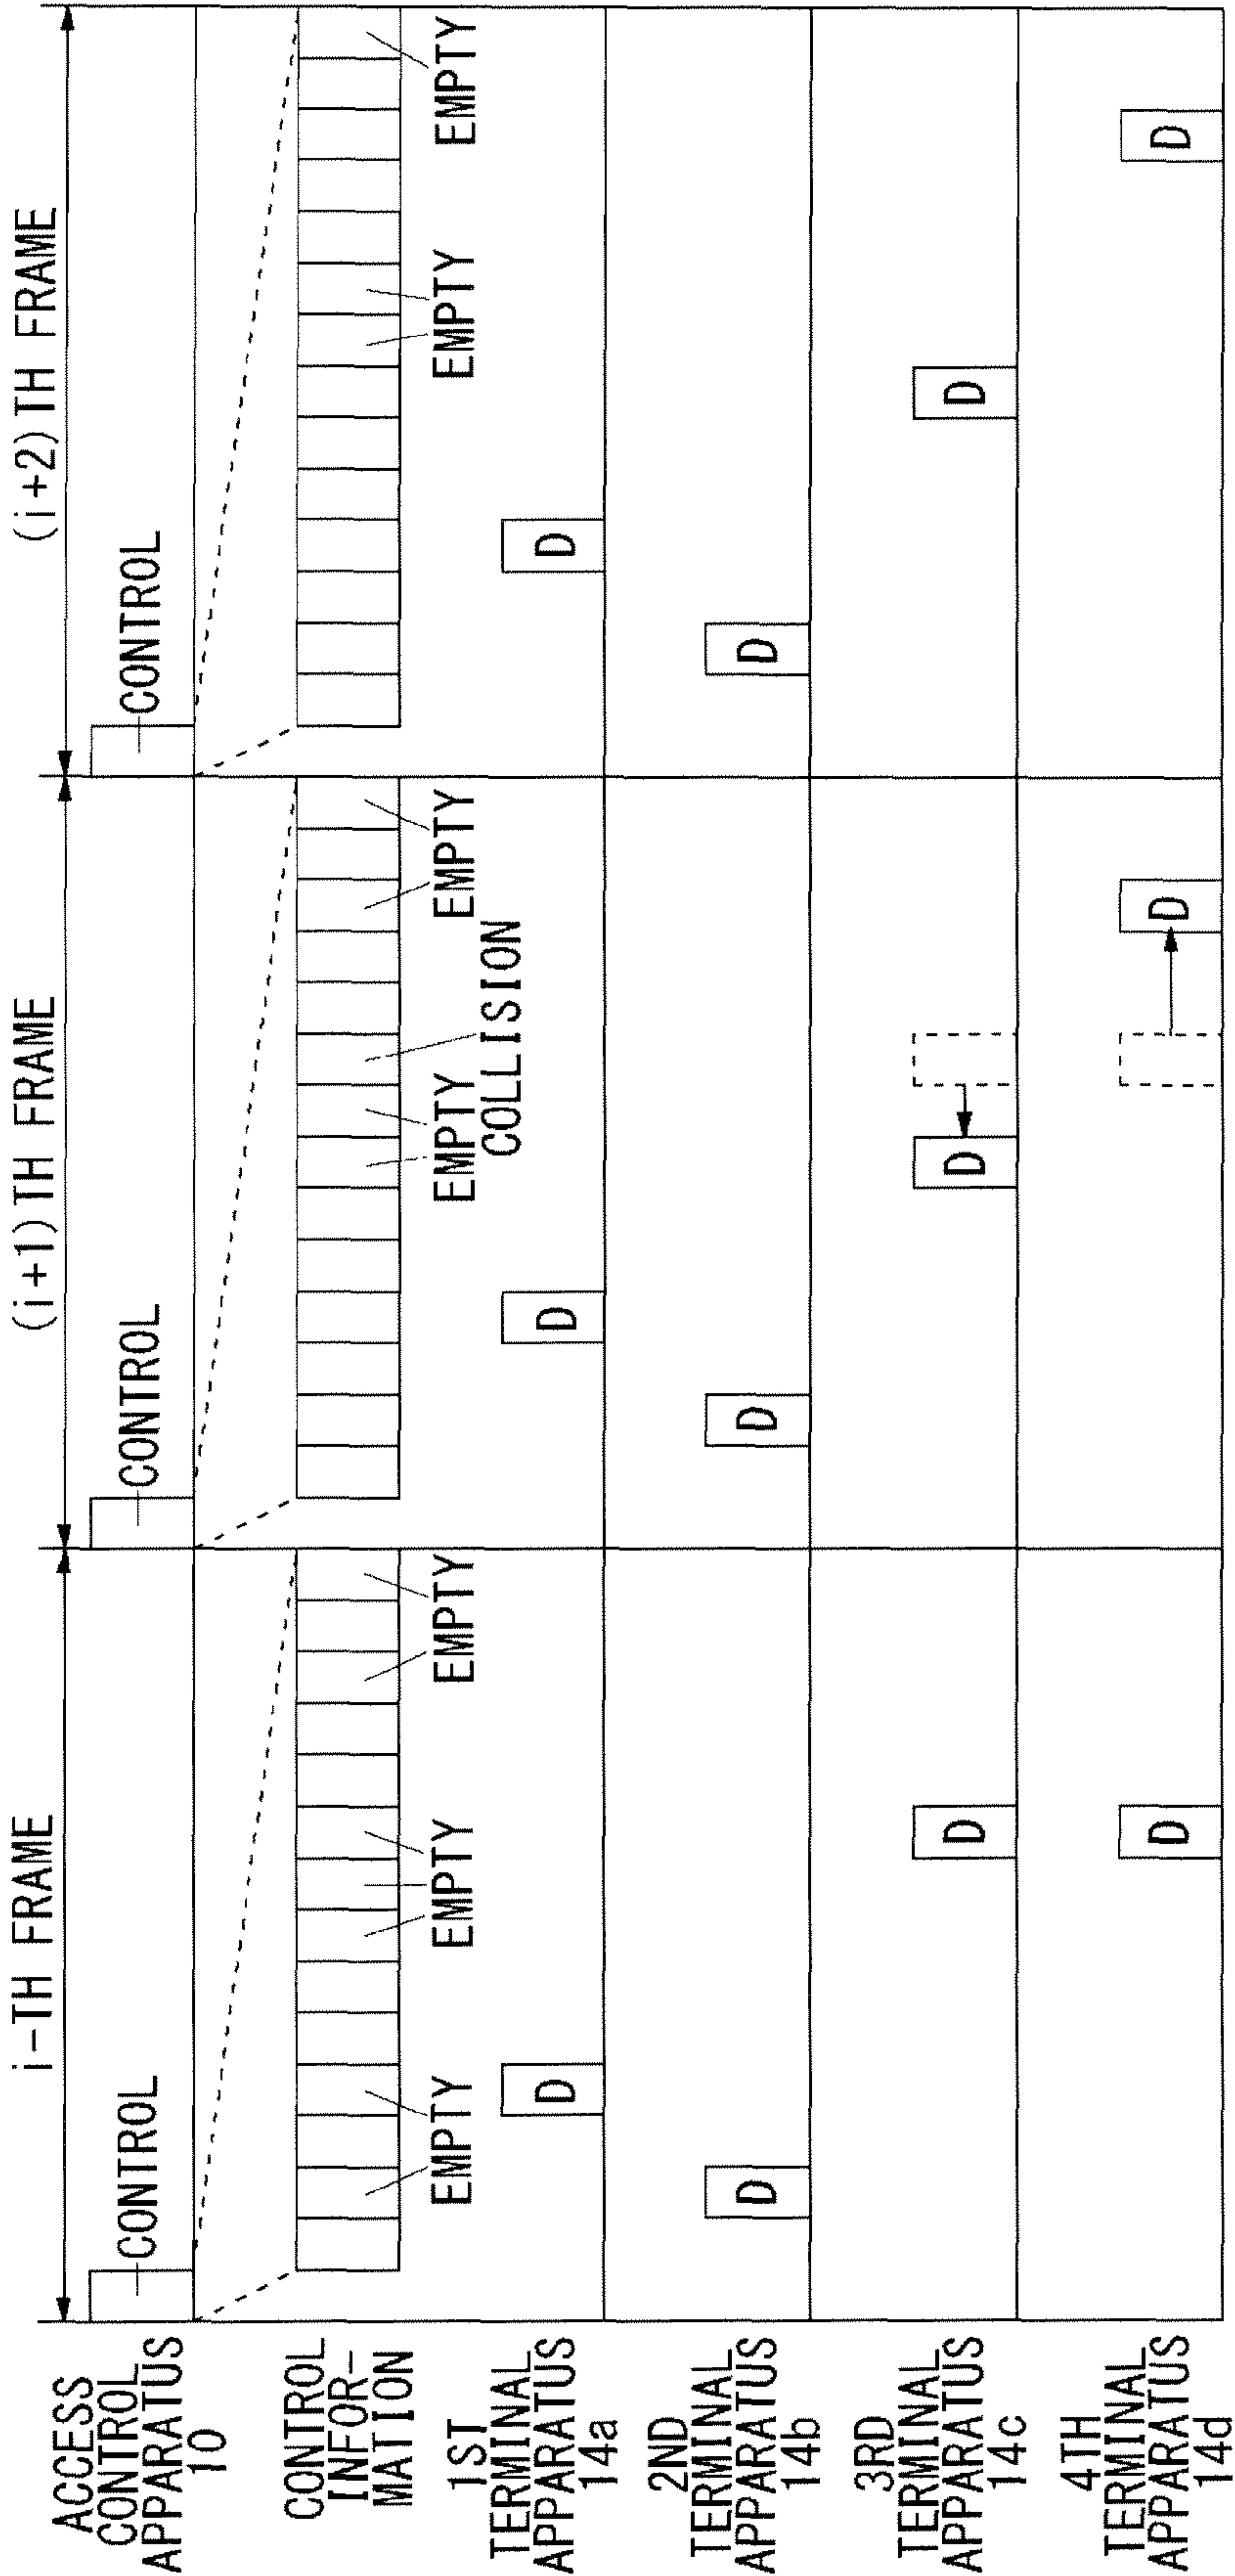 i-TH FRAME
(i+1)TH FRAME
(i+2)TH FRAME
ACCESS
CONTROL
APPARATUS
10
CONTROL
CONTROL
CONTROL
CONTROL
INFOR-
MATION
EMPTY
EMPTY
EMPTY
EMPTY
COLLISION
EMPTY
EMPTY
EMPTY
1ST
TERMINAL
APPARATUS
14a
D
D
D
2ND
TERMINAL
APPARATUS
14b
D
D
D
3RD
TERMINAL
APPARATUS
14c
D
D
D
4TH
TERMINAL
APPARATUS
14d
D
D
D